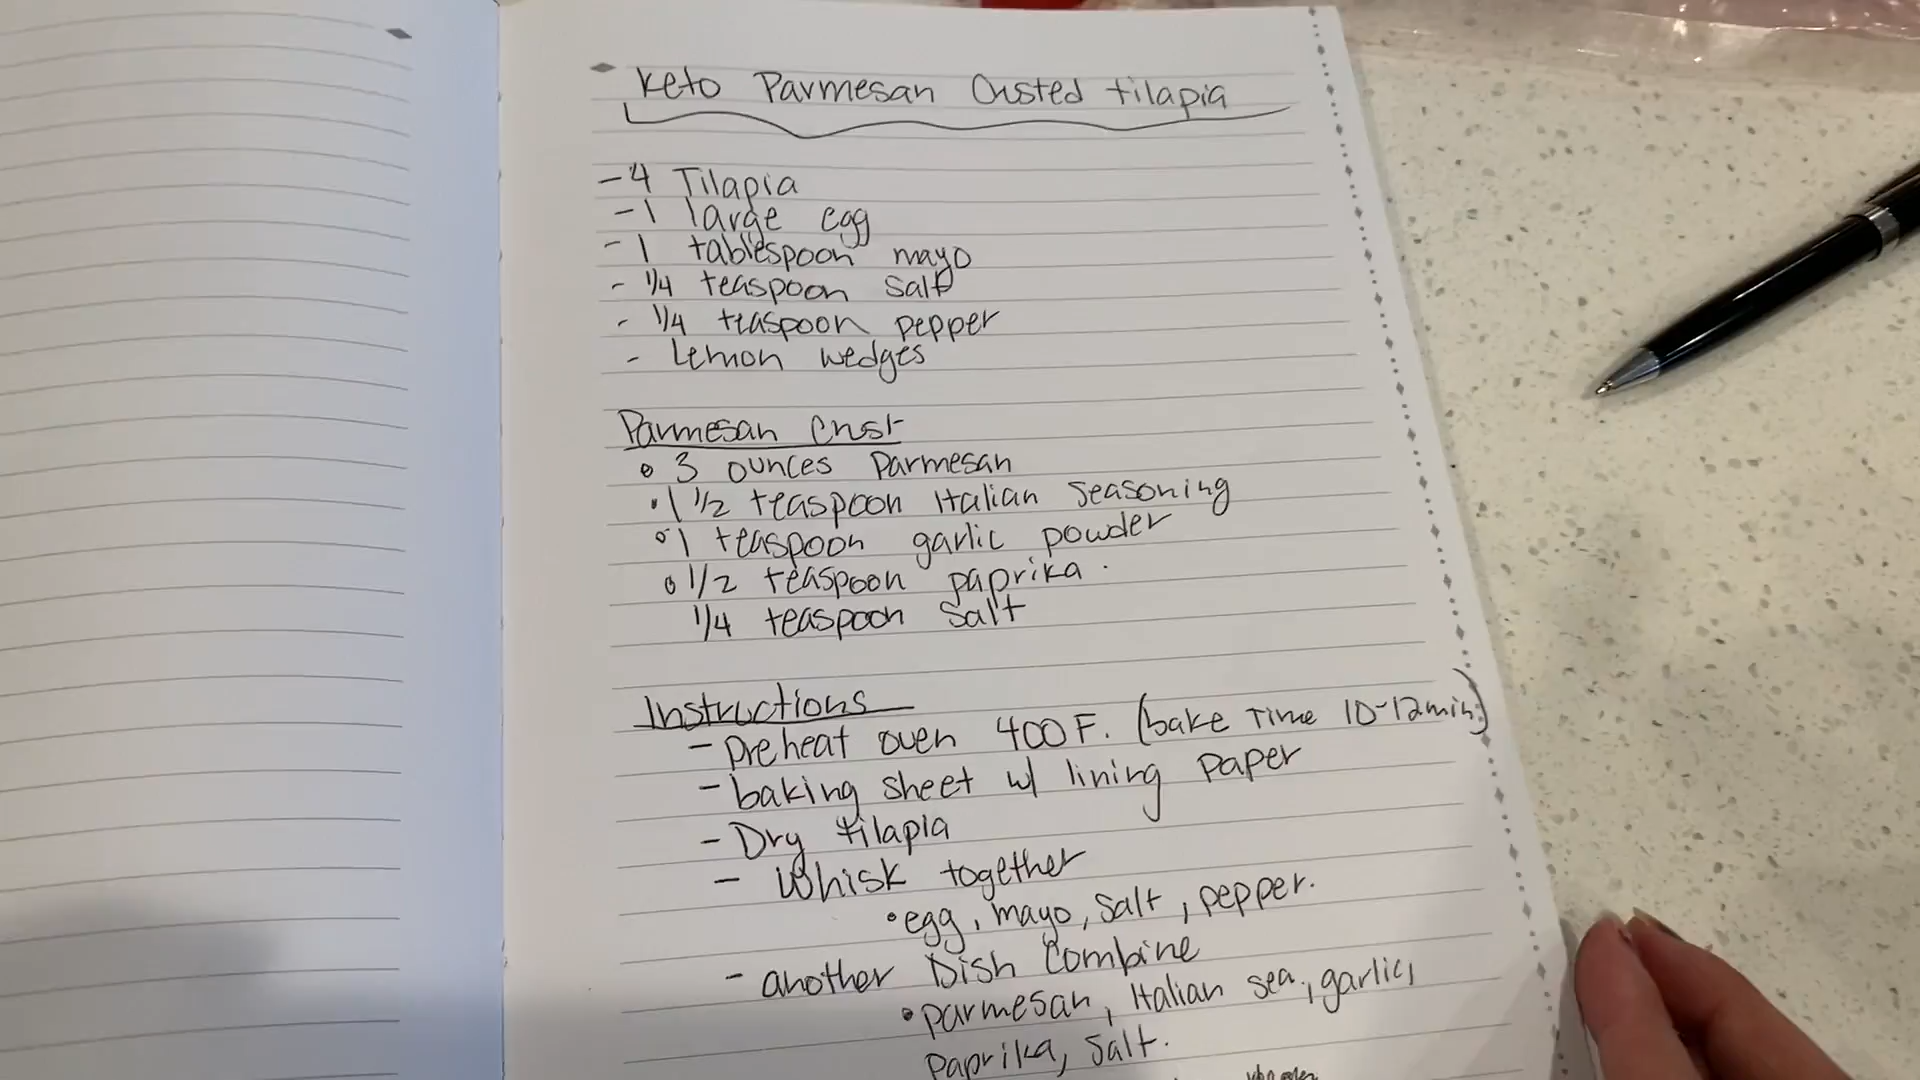 Keto Parmesan Crusted tilapia
- 4 Tilapia
- 1 large egg
- 1 tablespoon mayo
- 1/4 teaspoon salt
- 1/4 teaspoon pepper
- Lemon wedges
Parmesan Crust
• 3 ounces Parmesan
• 1 1/2 teaspoon Italian Seasoning
• 1 teaspoon garlic powder
• 1/2 teaspoon paprika.
1/4 teaspoon Salt
Instructions
- Preheat oven 400 F. (bake Time 10-12min.)
- baking sheet w/ lining paper
- Dry tilapia
- Whisk together
• egg, mayo, salt, pepper.
- another Dish Combine
• parmesan, Italian sea., garlic,
Paprika, Salt.